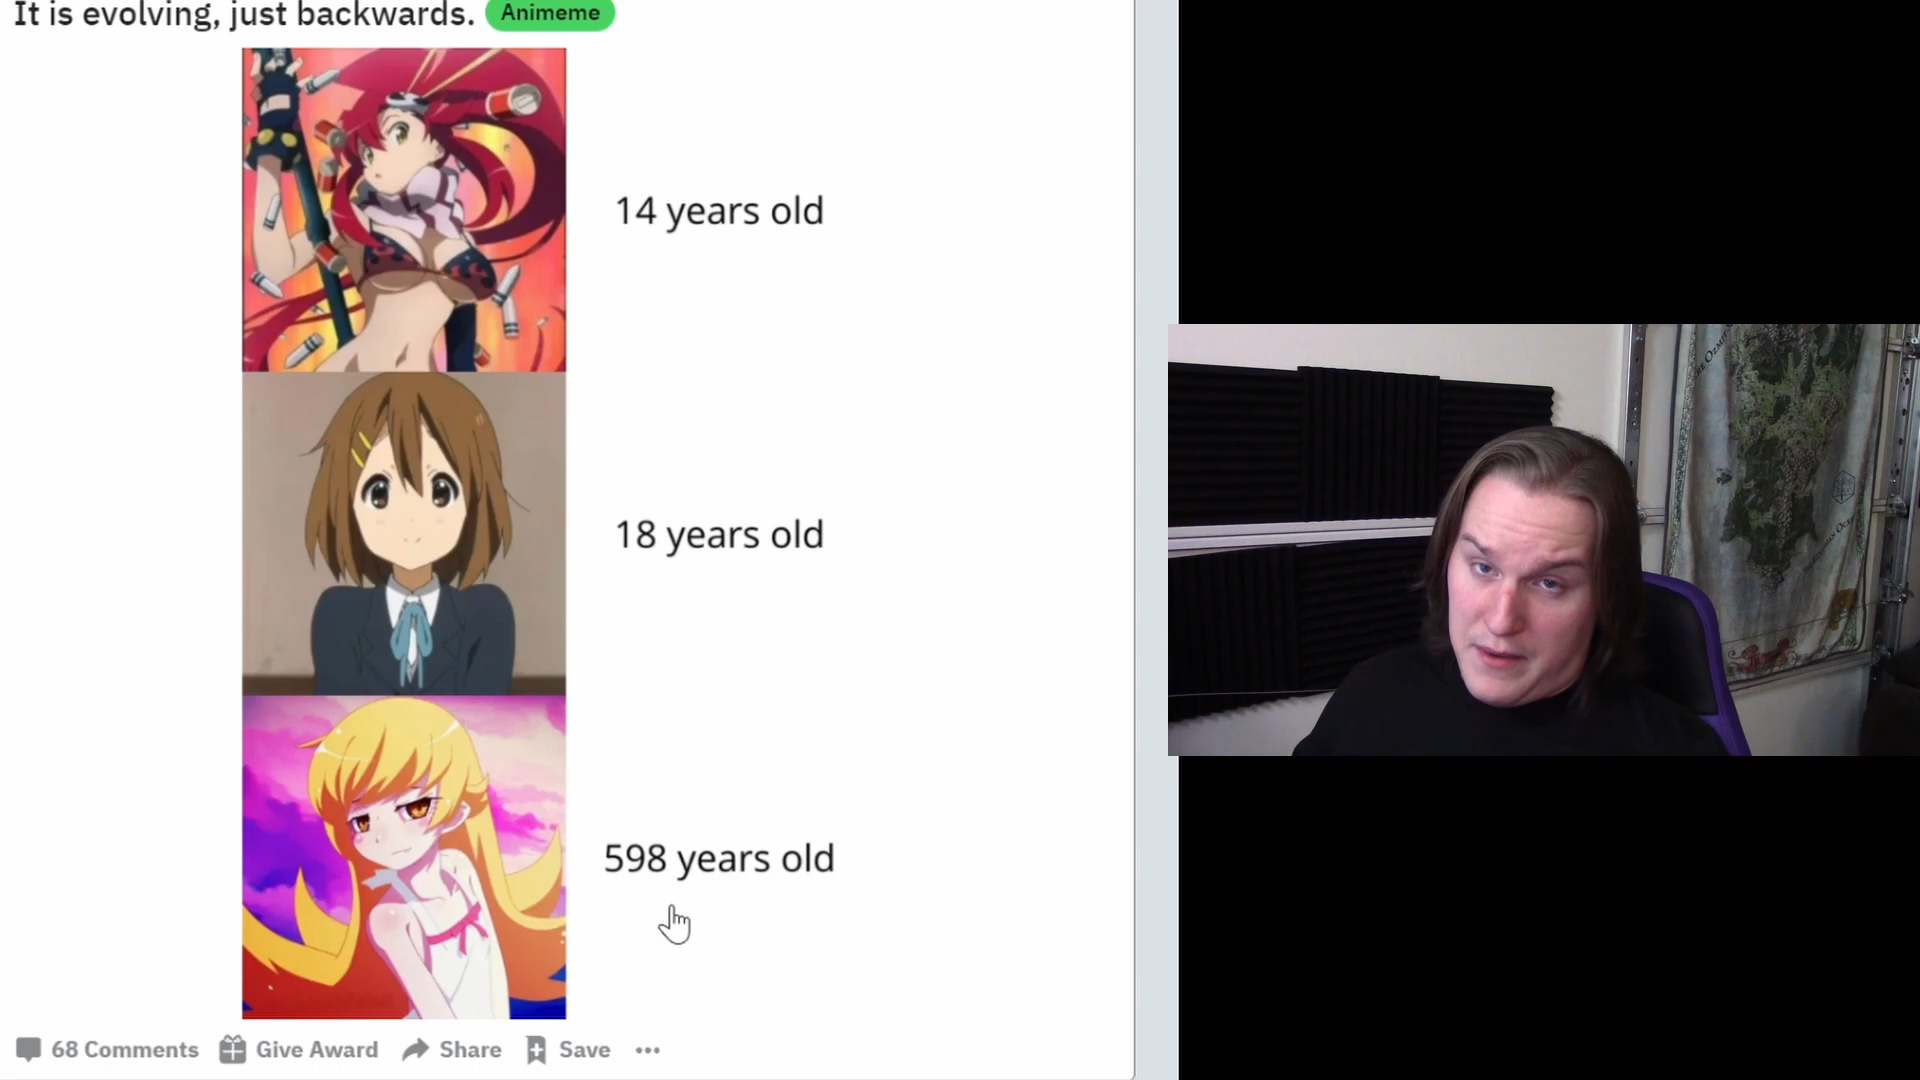 It is evolving, just backwards. Animeme
14 years old
18 years old
598 years old
68 Comments Give Award Share Save